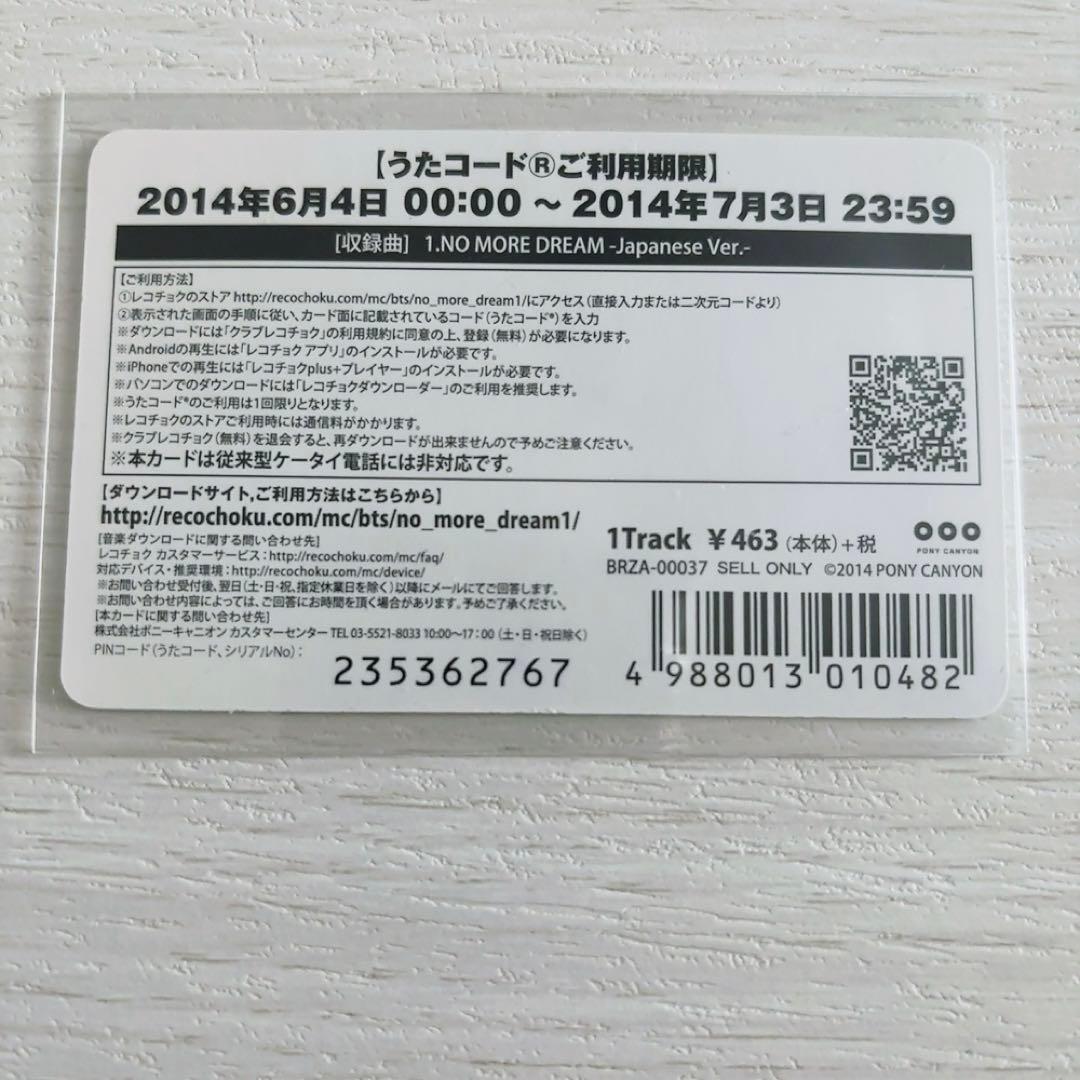 【うたコード®ご利用期限】
2014年6月4日 00:00 ～ 2014年7月3日 23:59
[収録曲] 1.NO MORE DREAM -Japanese Ver.-
【ご利用方法】
①レコチョクのストア http://recochoku.com/mc/bts/no_more_dream1/にアクセス(直接入力または二次元コードより)
②表示された画面の手順に従い、カード面に記載されているコード(うたコード®)を入力
※ダウンロードには「クラブレコチョク」の利用規約に同意の上、登録(無料)が必要になります。
※Androidの再生には「レコチョク アプリ」のインストールが必要です。
※iPhoneでの再生には「レコチョクplus+プレイヤー」のインストールが必要です。
※パソコンでのダウンロードには「レコチョクダウンローダー」のご利用を推奨します。
※うたコード®のご利用は1回限りとなります。
※レコチョクのストアご利用時には通信料がかかります。
※クラブレコチョク(無料)を退会すると、再ダウンロードが出来ませんので予めご注意ください。
※本カードは従来型ケータイ電話には非対応です。
【ダウンロードサイト,ご利用方法はこちらから】
http://recochoku.com/mc/bts/no_more_dream1/
[音楽ダウンロードに関する問い合わせ先]
レコチョク カスタマーサービス：http://recochoku.com/mc/faq/
対応デバイス・推奨環境：http://recochoku.com/mc/device/
※お問い合わせ受付後、翌日(土・日・祝、指定休業日を除く)以降にメールにてご回答します。
※お問い合わせ内容によっては、ご回答にお時間を頂く場合があります。予めご了承ください。
[本カードに関する問い合わせ先]
株式会社ポニーキャニオン カスタマーセンター TEL 03-5521-8033 10:00～17：00 (土・日・祝日除く)
PINコード(うたコード、シリアルNo)：
235362767
1Track ￥463 (本体)+税
PONY CANYON
BRZA-00037 SELL ONLY ©2014 PONY CANYON
4 988013 010482